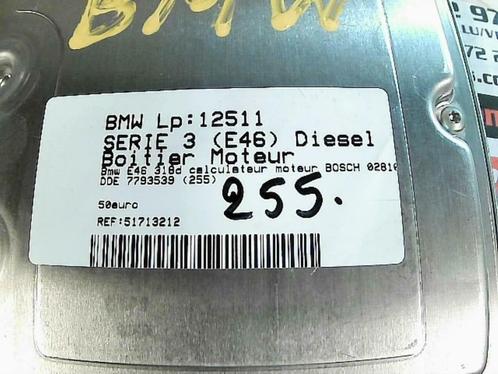 BMW
BMW Lp:12511
SERIE 3 (E46) Diesel
Boitier Moteur
Bmw E46 318d calculateur moteur BOSCH 02810
DDE 7793539 (255)
255.
50euro
REF:51713212